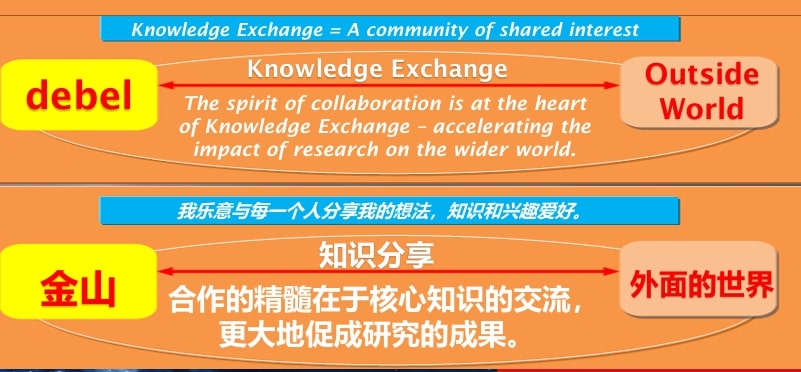 Knowledge Exchange = A community of shared interest
debel
Knowledge Exchange
Outside
World
The spirit of collaboration is at the heart
of Knowledge Exchange – accelerating the
impact of research on the wider world.
我乐意与每一个人分享我的想法，知识和兴趣爱好。
金山
知识分享
外面的世界
合作的精髓在于核心知识的交流，
更大地促成研究的成果。